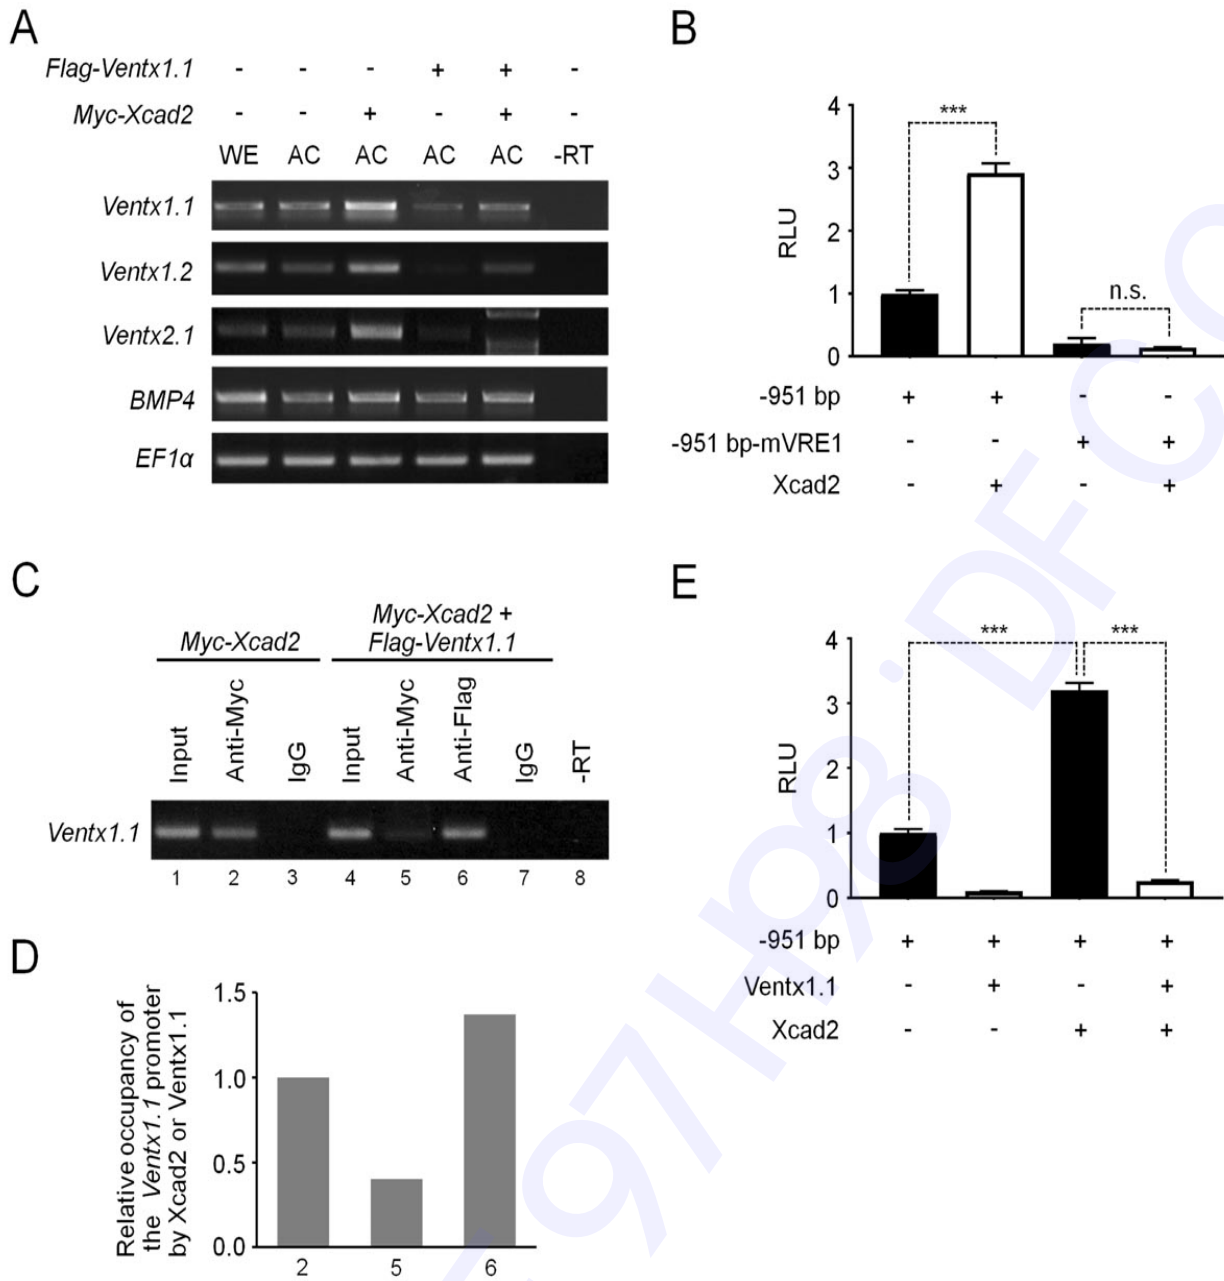 A
Flag-Ventx1.1 - - - + + -
Myc-Xcad2 - - + - + -
WE AC AC AC AC -RT
Ventx1.1
Ventx1.2
Ventx2.1
BMP4
EF1α
B
4
3
2
1
0
RLU
***
n.s.
-951 bp + + - -
-951 bp-mVRE1 - - + +
Xcad2 - + - +
C
Myc-Xcad2
Myc-Xcad2 +
Flag-Ventx1.1
Input Anti-Myc IgG Input Anti-Myc Anti-Flag IgG -RT
Ventx1.1
1 2 3 4 5 6 7 8
D
Relative occupancy of
the Ventx1.1 promoter
by Xcad2 or Ventx1.1
1.5
1.0
0.5
0.0
2 5 6
E
4
3
2
1
0
RLU
*** ***
-951 bp + + + +
Ventx1.1 - + - +
Xcad2 - - + +